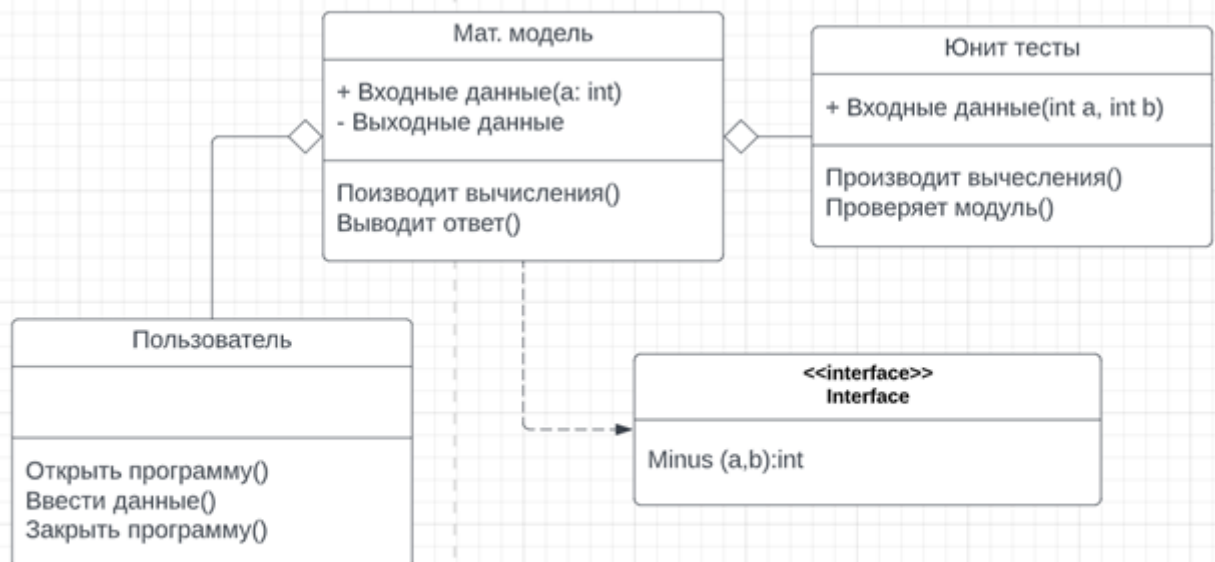 Мат. модель
+ Входные данные(a: int)
- Выходные данные
Поизводит вычисления()
Выводит ответ()
Юнит тесты
+ Входные данные(int a, int b)
Производит вычесления()
Проверяет модуль()
Пользователь
Открыть программу()
Ввести данные()
Закрыть программу()
<<interface>>
Interface
Minus (a,b):int